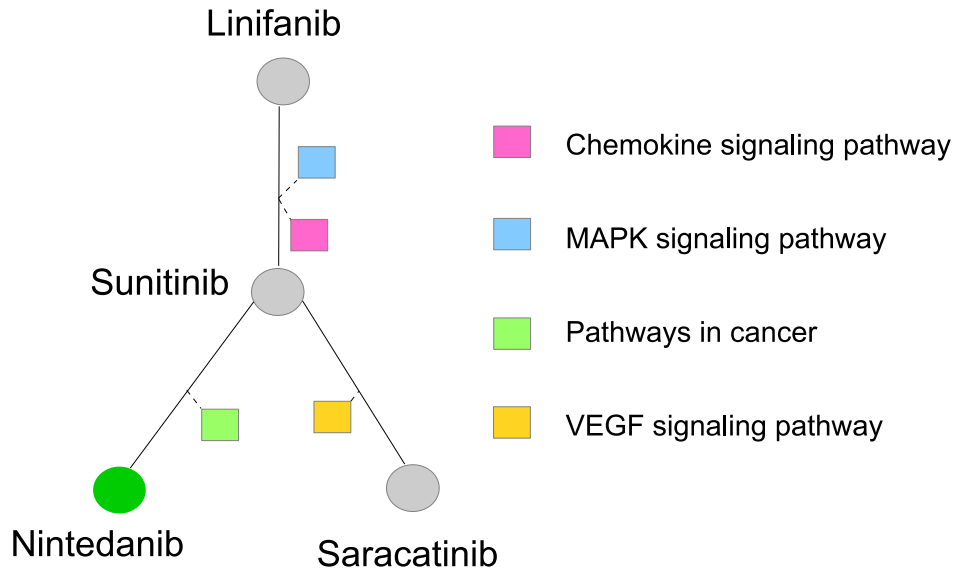 Linifanib
Chemokine signaling pathway
MAPK signaling pathway
Sunitinib
Pathways in cancer
VEGF signaling pathway
Nintedanib
Saracatinib